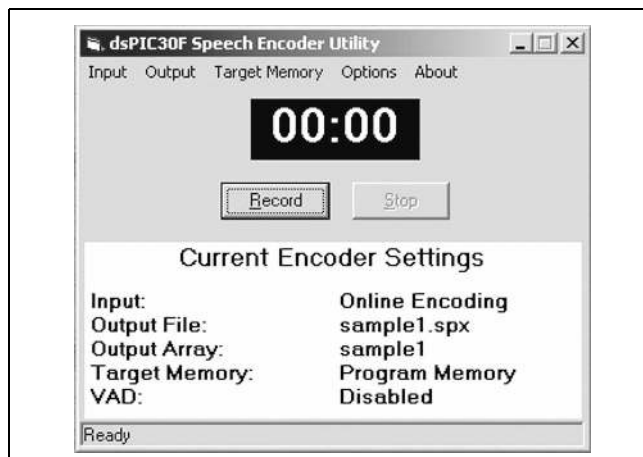 dsPIC30F Speech Encoder Utility
Input Output Target Memory Options About
00:00
Record Stop
Current Encoder Settings
Input: Online Encoding
Output File: sample1.spx
Output Array: sample1
Target Memory: Program Memory
VAD: Disabled
Ready